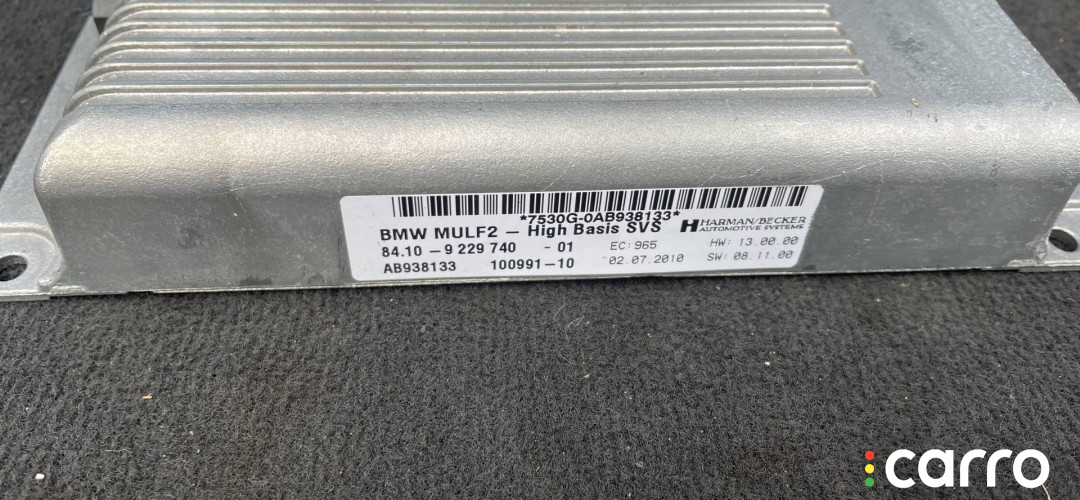 *7530G-0AB938133*
BMW MULF2 – High Basis SVS
HARMAN/BECKER
AUTOMOTIVE SYSTEMS
84.10 – 9 229 740 - 01 EC: 965 HW: 13.00.00
AB938133 100991-10 02.07.2010 SW: 08.11.00
carro